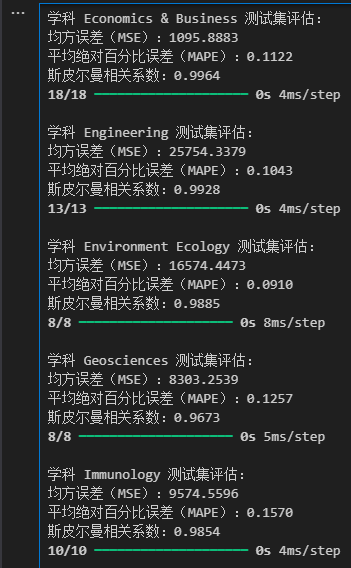 ...
学科 Economics & Business 测试集评估：
均方误差（MSE）：1095.8883
平均绝对百分比误差（MAPE）：0.1122
斯皮尔曼相关系数：0.9964
18/18 ━━━━━━━━━━━━━━━━━━━━ 0s 4ms/step
学科 Engineering 测试集评估：
均方误差（MSE）：25754.3379
平均绝对百分比误差（MAPE）：0.1043
斯皮尔曼相关系数：0.9928
13/13 ━━━━━━━━━━━━━━━━━━━━ 0s 4ms/step
学科 Environment Ecology 测试集评估：
均方误差（MSE）：16574.4473
平均绝对百分比误差（MAPE）：0.0910
斯皮尔曼相关系数：0.9885
8/8 ━━━━━━━━━━━━━━━━━━━━ 0s 8ms/step
学科 Geosciences 测试集评估：
均方误差（MSE）：8303.2539
平均绝对百分比误差（MAPE）：0.1257
斯皮尔曼相关系数：0.9673
8/8 ━━━━━━━━━━━━━━━━━━━━ 0s 5ms/step
学科 Immunology 测试集评估：
均方误差（MSE）：9574.5596
平均绝对百分比误差（MAPE）：0.1570
斯皮尔曼相关系数：0.9854
10/10 ━━━━━━━━━━━━━━━━━━━━ 0s 4ms/step